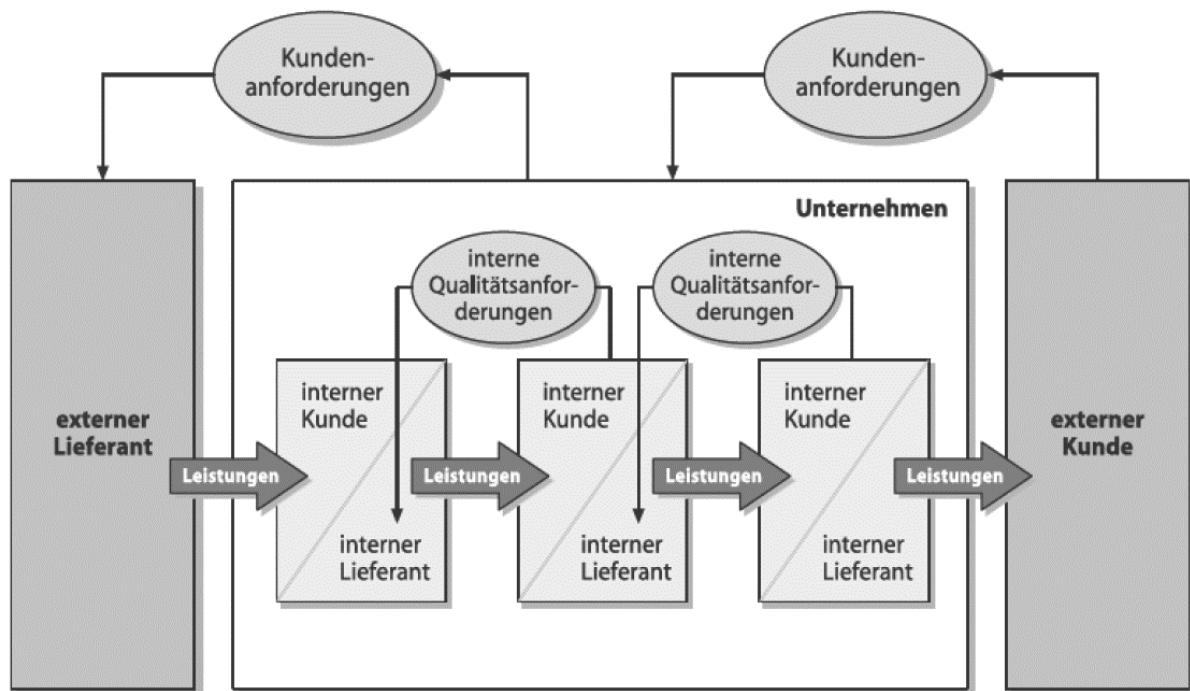 Kunden-
anforderungen
Kunden-
anforderungen
Unternehmen
interne
Qualitätsanfor-
derungen
interne
Qualitätsanfor-
derungen
externer
Lieferant
interner
Kunde
interner
Kunde
interner
Kunde
externer
Kunde
Leistungen
Leistungen
Leistungen
Leistungen
interner
Lieferant
interner
Lieferant
interner
Lieferant